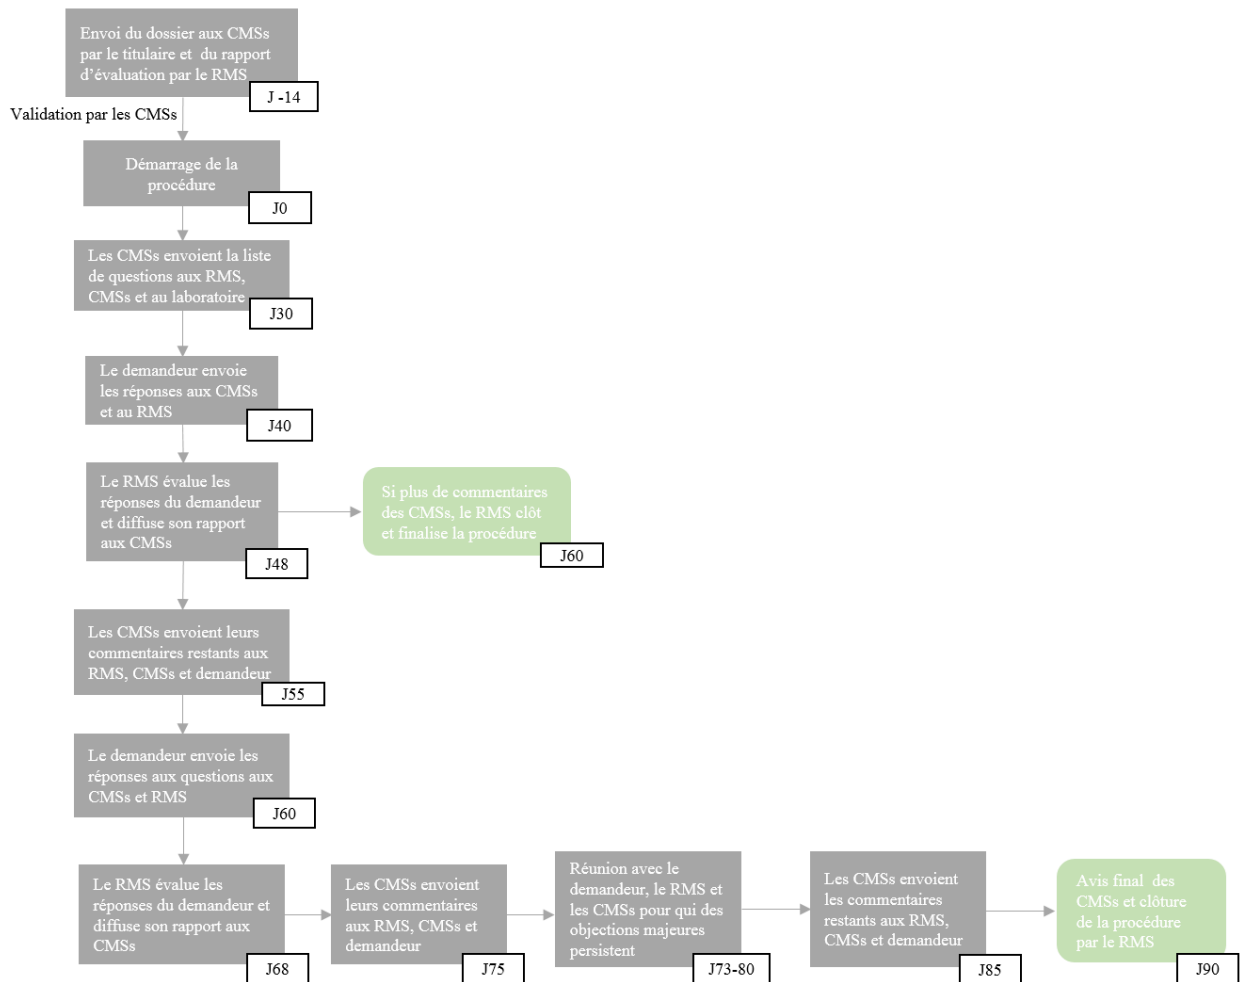 Envoi du dossier aux CMSs
par le titulaire et du rapport
d'évaluation par le RMS
J -14
Validation par les CMSs
Démarrage de la
procédure
J0
Les CMSs envoient la liste
de questions aux RMS,
CMSs et au laboratoire
J30
Le demandeur envoie
les réponses aux CMSs
et au RMS
J40
Le RMS évalue les
réponses du demandeur
et diffuse son rapport
aux CMSs
J48
Si plus de commentaires
des CMSs, le RMS clôt
et finalise la procédure
J60
Les CMSs envoient leurs
commentaires restants aux
RMS, CMSs et demandeur
J55
Le demandeur envoie les
réponses aux questions aux
CMSs et RMS
J60
Le RMS évalue les
réponses du demandeur et
diffuse son rapport aux
CMSs
J68
Les CMSs envoient
leurs commentaires
aux RMS, CMSs et
demandeur
J75
Réunion avec le
demandeur, le RMS et
les CMSs pour qui des
objections majeures
persistent
J73-80
Les CMSs envoient
les commentaires
restants aux RMS,
CMSs et demandeur
J85
Avis final des
CMSs et clôture
de la procédure
par le RMS
J90